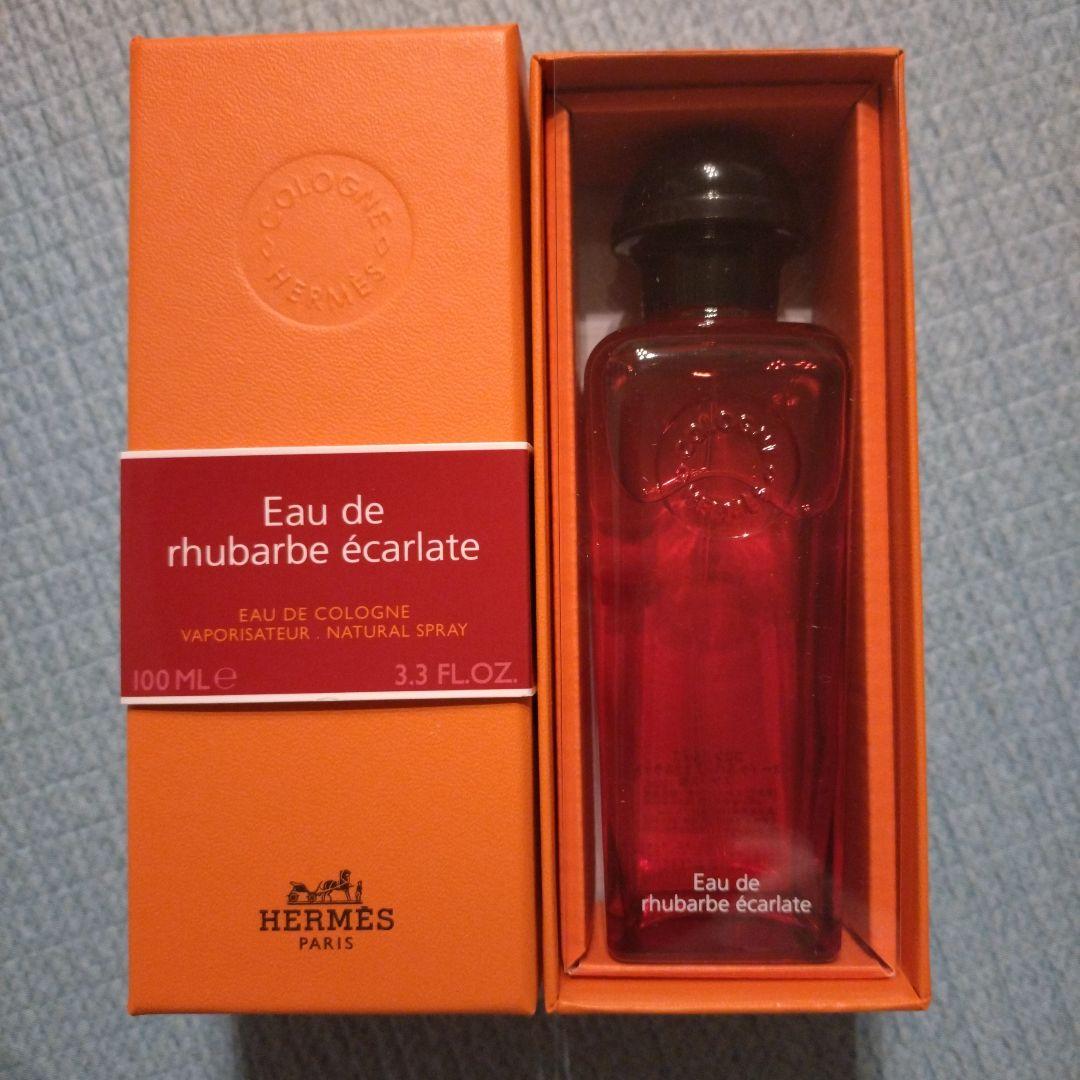 COLOGNE
HERMÈS
Eau de
rhubarbe écarlate
EAU DE COLOGNE
VAPORISATEUR . NATURAL SPRAY
100 ML ℮
3.3 FL.OZ.
HERMÈS
PARIS
Eau de
rhubarbe écarlate